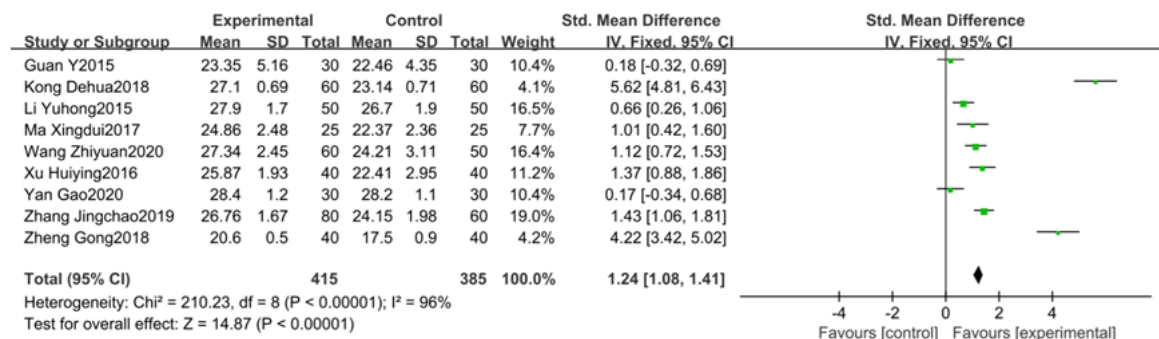 Experimental Control Std. Mean Difference Std. Mean Difference
Study or Subgroup Mean SD Total Mean SD Total Weight IV, Fixed, 95% CI IV, Fixed, 95% CI
Guan Y2015 23.35 5.16 30 22.46 4.35 30 10.4% 0.18 [-0.32, 0.69]
Kong Dehua2018 27.1 0.69 60 23.14 0.71 60 4.1% 5.62 [4.81, 6.43]
Li Yuhong2015 27.9 1.7 50 26.7 1.9 50 16.5% 0.66 [0.26, 1.06]
Ma Xingdui2017 24.86 2.48 25 22.37 2.36 25 7.7% 1.01 [0.42, 1.60]
Wang Zhiyuan2020 27.34 2.45 60 24.21 3.11 50 16.4% 1.12 [0.72, 1.53]
Xu Huiying2016 25.87 1.93 40 22.41 2.95 40 11.2% 1.37 [0.88, 1.86]
Yan Gao2020 28.4 1.2 30 28.2 1.1 30 10.4% 0.17 [-0.34, 0.68]
Zhang Jingchao2019 26.76 1.67 80 24.15 1.98 60 19.0% 1.43 [1.06, 1.81]
Zheng Gong2018 20.6 0.5 40 17.5 0.9 40 4.2% 4.22 [3.42, 5.02]
Total (95% CI) 415 385 100.0% 1.24 [1.08, 1.41]
Heterogeneity: Chi² = 210.23, df = 8 (P < 0.00001); I² = 96%
Test for overall effect: Z = 14.87 (P < 0.00001)
-4 -2 0 2 4
Favours [control] Favours [experimental]